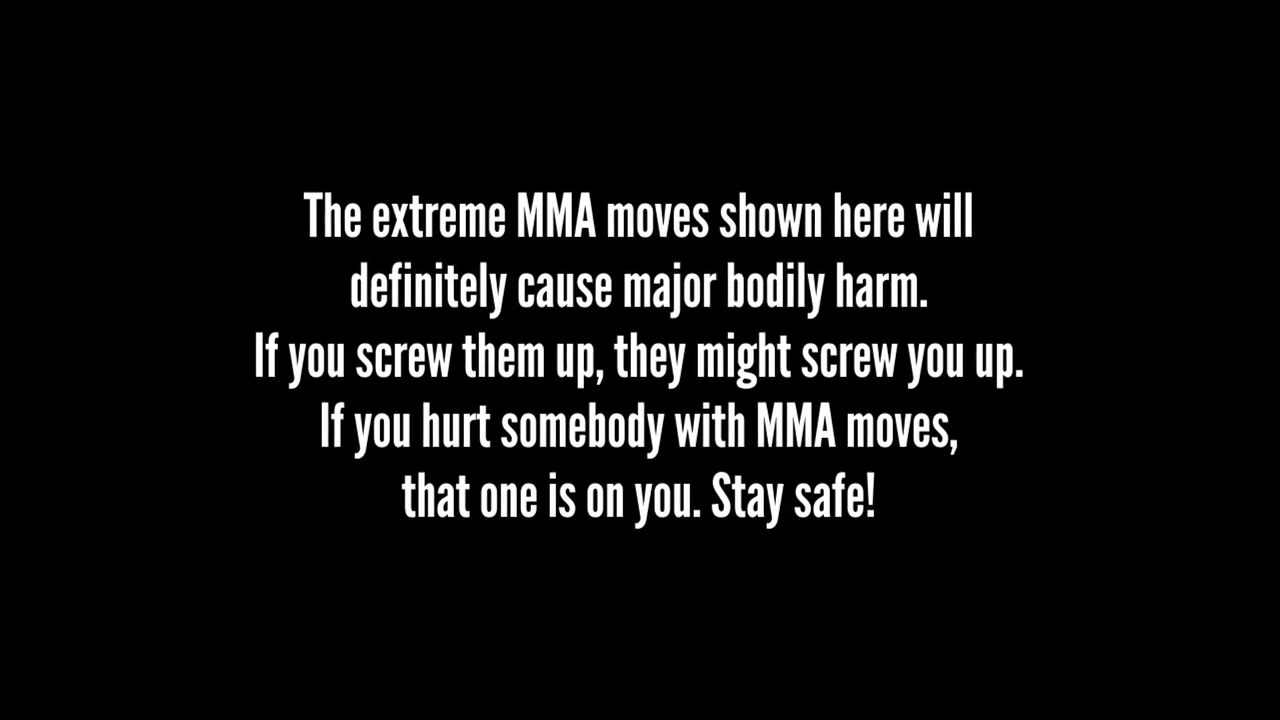 The extreme MMA moves shown here will
definitely cause major bodily harm.
If you screw them up, they might screw you up.
If you hurt somebody with MMA moves,
that one is on you. Stay safe!